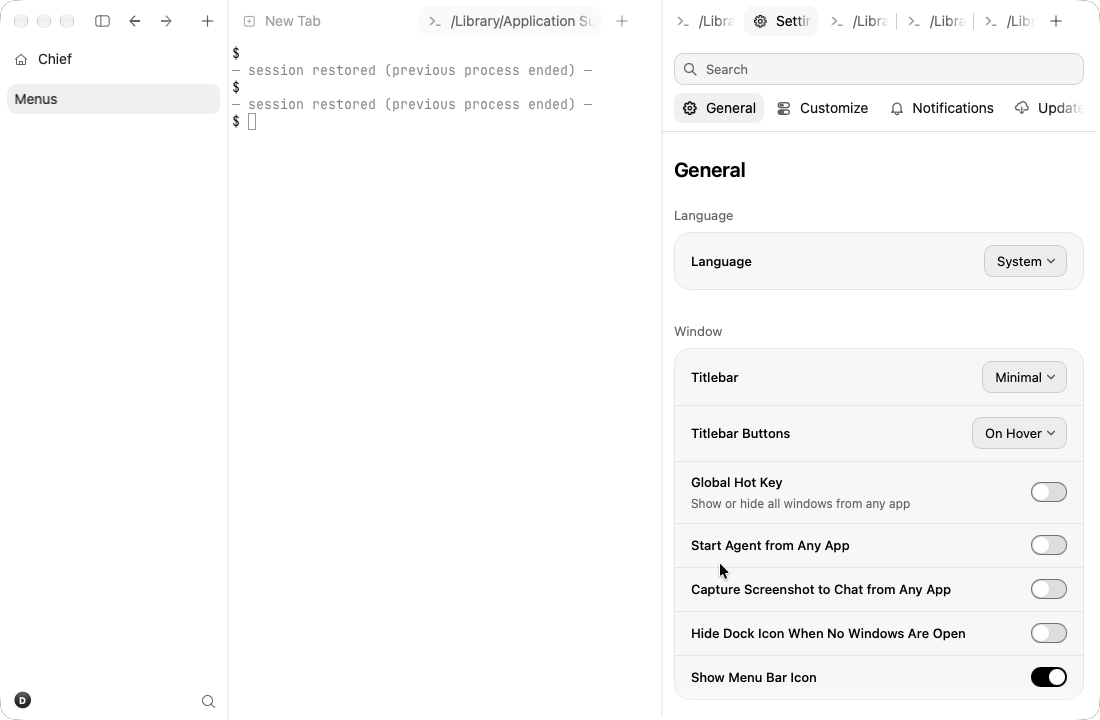 New Tab
/Library/Application Su
/Libra
Settin
/Libra
/Libra
/Libr
Chief
Menus
$
— session restored (previous process ended) —
$
— session restored (previous process ended) —
$
Search
General
Customize
Notifications
Update
General
Language
Language
System
Window
Titlebar
Minimal
Titlebar Buttons
On Hover
Global Hot Key
Show or hide all windows from any app
Start Agent from Any App
Capture Screenshot to Chat from Any App
Hide Dock Icon When No Windows Are Open
Show Menu Bar Icon
D